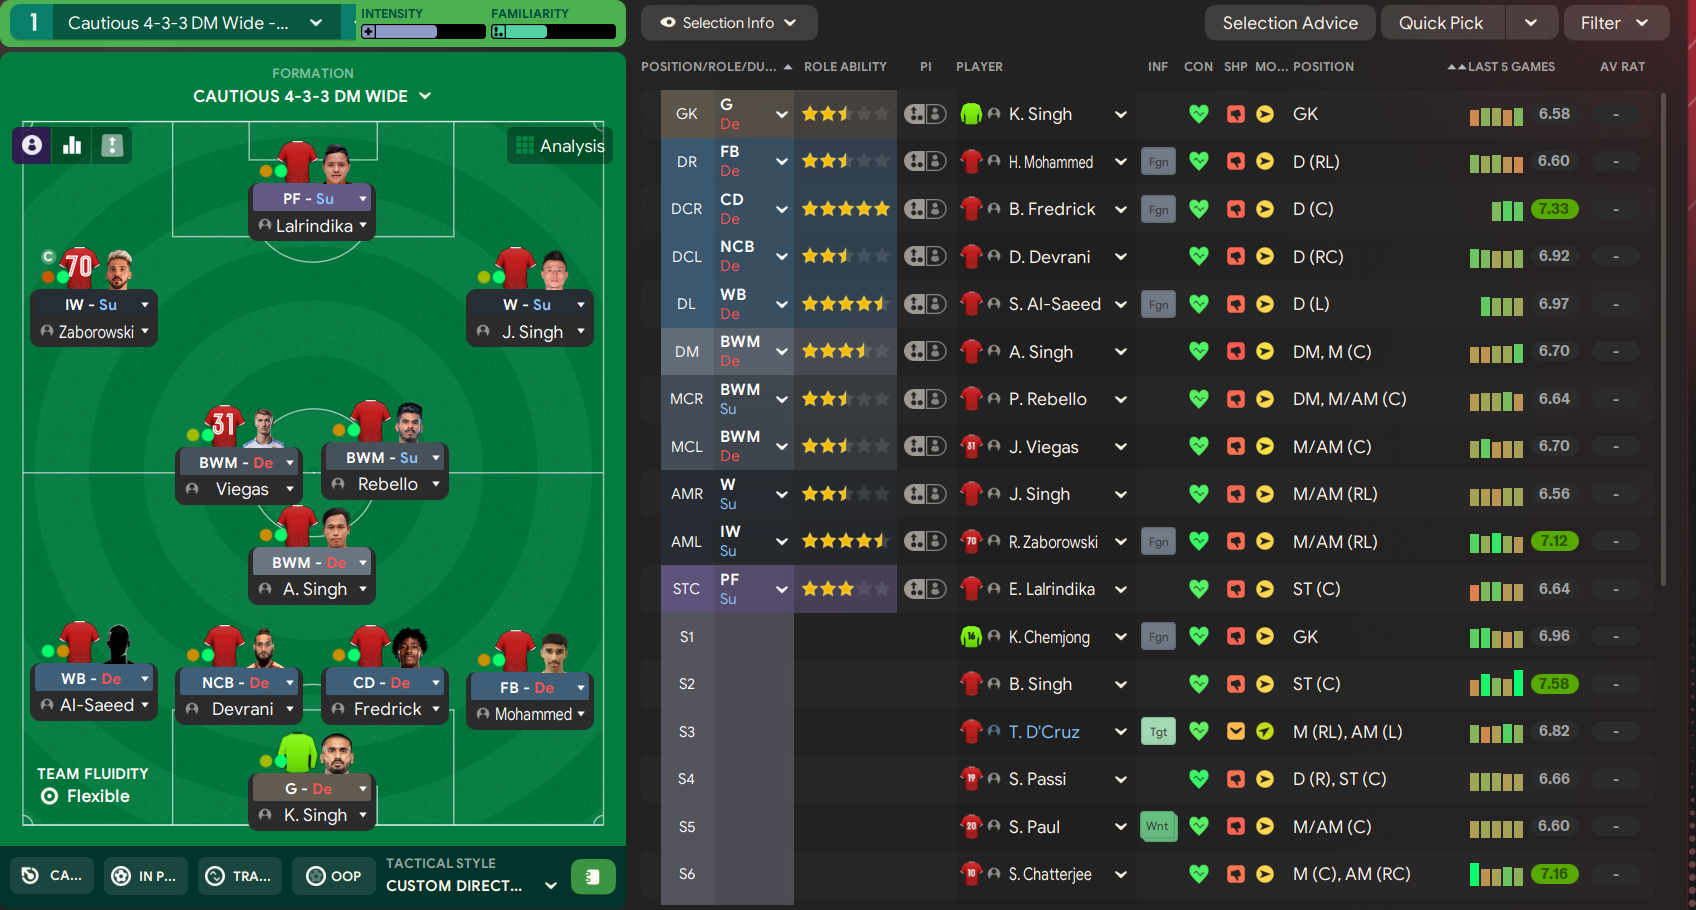 1 Cautious 4-3-3 DM Wide -...
INTENSITY
FAMILIARITY
FORMATION
CAUTIOUS 4-3-3 DM WIDE
Analysis
PF - Su
Lalrindika
C
70
IW - Su
Zaborowski
W - Su
J. Singh
31
BWM - De
Viegas
BWM - Su
Rebello
BWM - De
A. Singh
WB - De
Al-Saeed
NCB - De
Devrani
CD - De
Fredrick
FB - De
Mohammed
G - De
K. Singh
TEAM FLUIDITY
Flexible
CA...
IN P...
TRA...
OOP
TACTICAL STYLE
CUSTOM DIRECT...
Selection Info
Selection Advice
Quick Pick
Filter
POSITION/ROLE/DU... ROLE ABILITY PI PLAYER INF CON SHP MO... POSITION LAST 5 GAMES AV RAT
GK G De K. Singh GK 6.58 -
DR FB De H. Mohammed Fgn D (RL) 6.60 -
DCR CD De B. Fredrick Fgn D (C) 7.33 -
DCL NCB De D. Devrani D (RC) 6.92 -
DL WB De S. Al-Saeed Fgn D (L) 6.97 -
DM BWM De A. Singh DM, M (C) 6.70 -
MCR BWM Su P. Rebello DM, M/AM (C) 6.64 -
MCL BWM De 31 J. Viegas M/AM (C) 6.70 -
AMR W Su J. Singh M/AM (RL) 6.56 -
AML IW Su 70 R. Zaborowski Fgn M/AM (RL) 7.12 -
STC PF Su E. Lalrindika ST (C) 6.64 -
S1 16 K. Chemjong Fgn GK 6.96 -
S2 B. Singh ST (C) 7.58 -
S3 T. D'Cruz Tgt M (RL), AM (L) 6.82 -
S4 19 S. Passi D (R), ST (C) 6.66 -
S5 20 S. Paul Wnt M/AM (C) 6.60 -
S6 10 S. Chatterjee M (C), AM (RC) 7.16 -